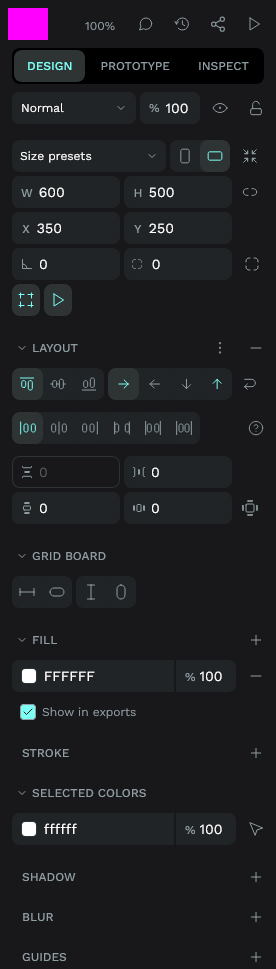 100%
DESIGN PROTOTYPE INSPECT
Normal % 100
Size presets
W 600 H 500
X 350 Y 250
0 0
LAYOUT
0 0
0 0
GRID BOARD
FILL
FFFFFF % 100
Show in exports
STROKE
SELECTED COLORS
ffffff % 100
SHADOW
BLUR
GUIDES